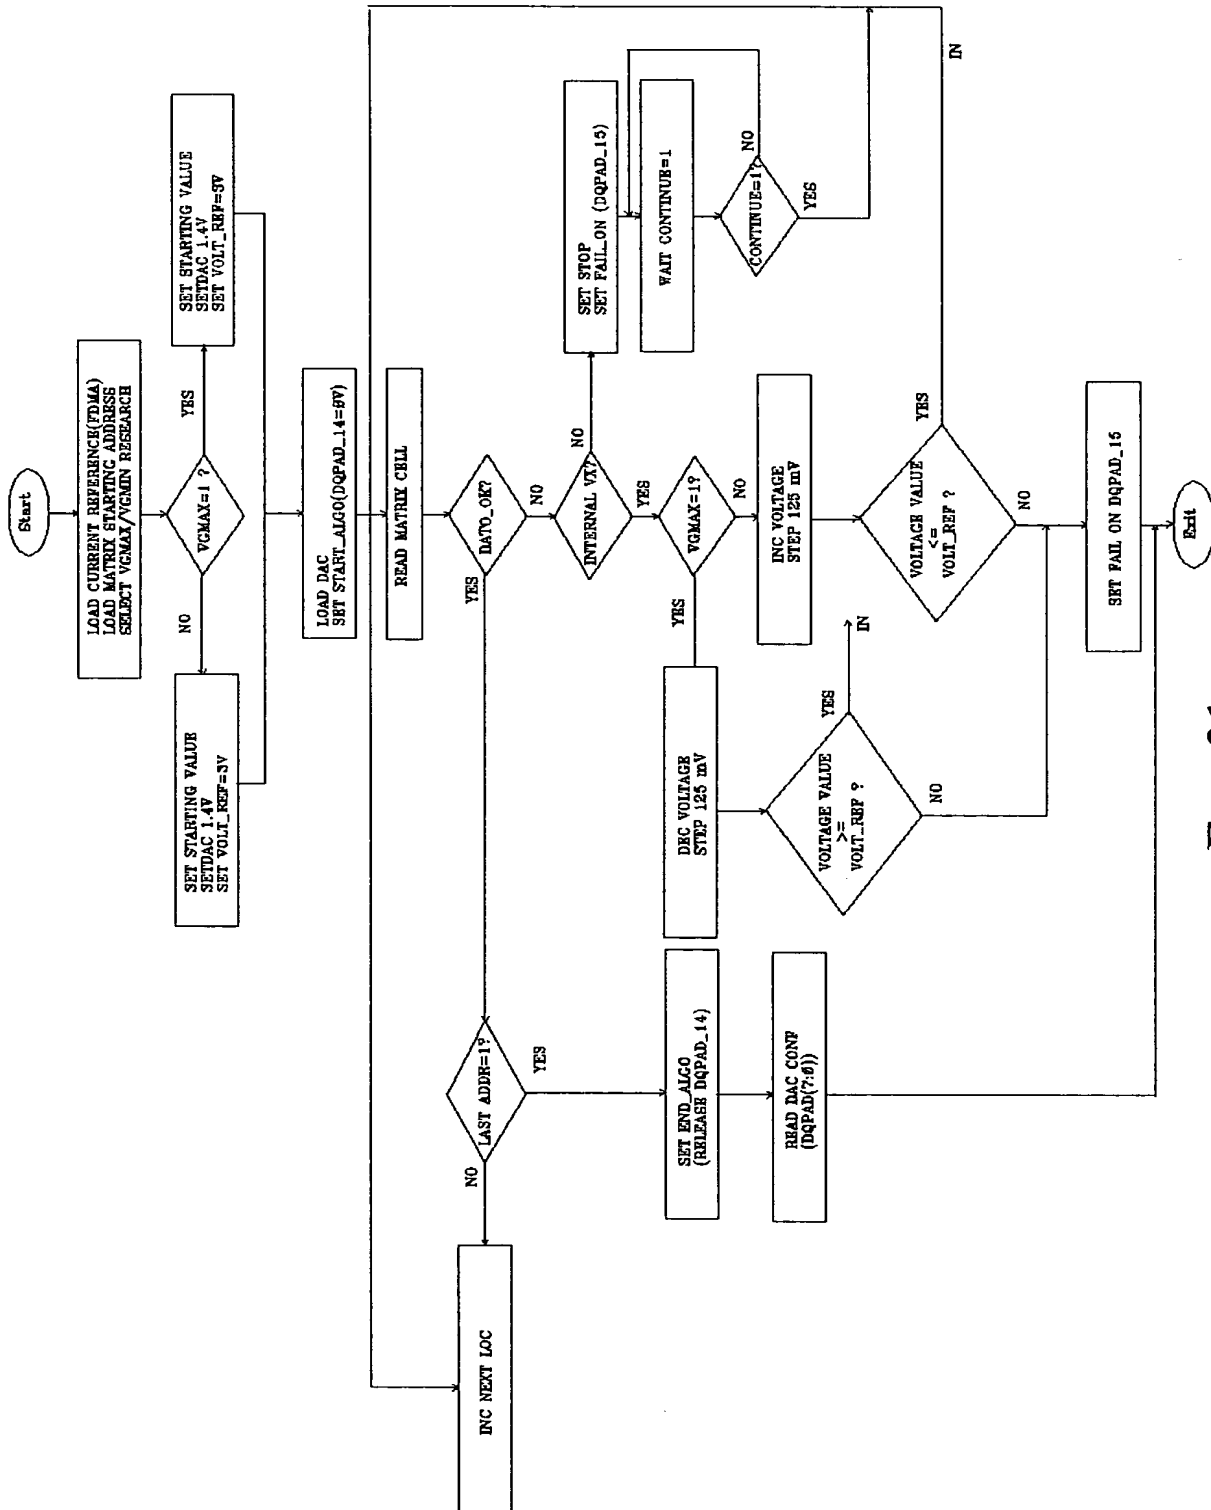 Start
LOAD CURRENT REFERENCE(FDMA)
LOAD MATRIX STARTING ADDRESS
SELECT VGMAX/VGMIN RESEARCH
VGMAX=1 ?
NO
YES
SET STARTING VALUE
SETDAC 1.4V
SET VOLT_REF=3V
SET STARTING VALUE
SETDAC 1.4V
SET VOLT_REF=3V
LOAD DAC
SET START_ALGO(DQPAD_14=0V)
READ MATRIX CELL
DATO_OK?
YES
NO
LAST ADDR=1?
NO
YES
INC NEXT LOC
INTERNAL VX?
NO
YES
SET STOP
SET FAIL_ON (DQPAD_15)
WAIT CONTINUE=1
CONTINUE=1?
NO
YES
VGMAX=1?
YES
NO
SET END_ALGO
(RELEASE DQPAD_14)
DEC VOLTAGE
STEP 125 mV
INC VOLTAGE
STEP 125 mV
READ DAC CONF
(DQPAD(7:0))
VOLTAGE VALUE
>=
VOLT_REF ?
YES
IN
NO
VOLTAGE VALUE
<=
VOLT_REF ?
YES
IN
NO
SET FAIL ON DQPAD_15
Exit